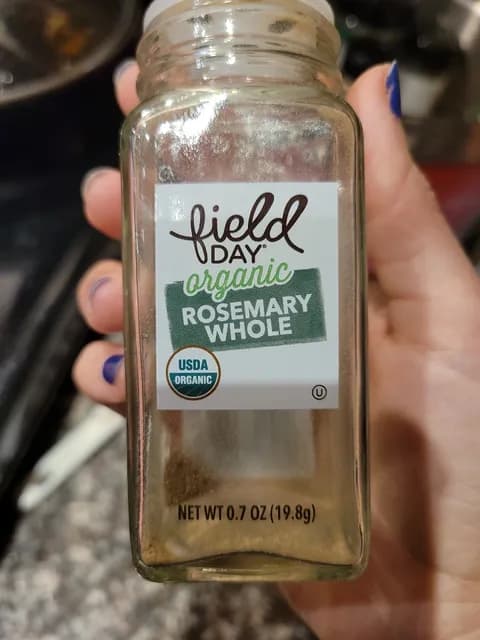 field
DAY
organic
ROSEMARY
WHOLE
USDA
ORGANIC
U
NET WT 0.7 OZ (19.8g)